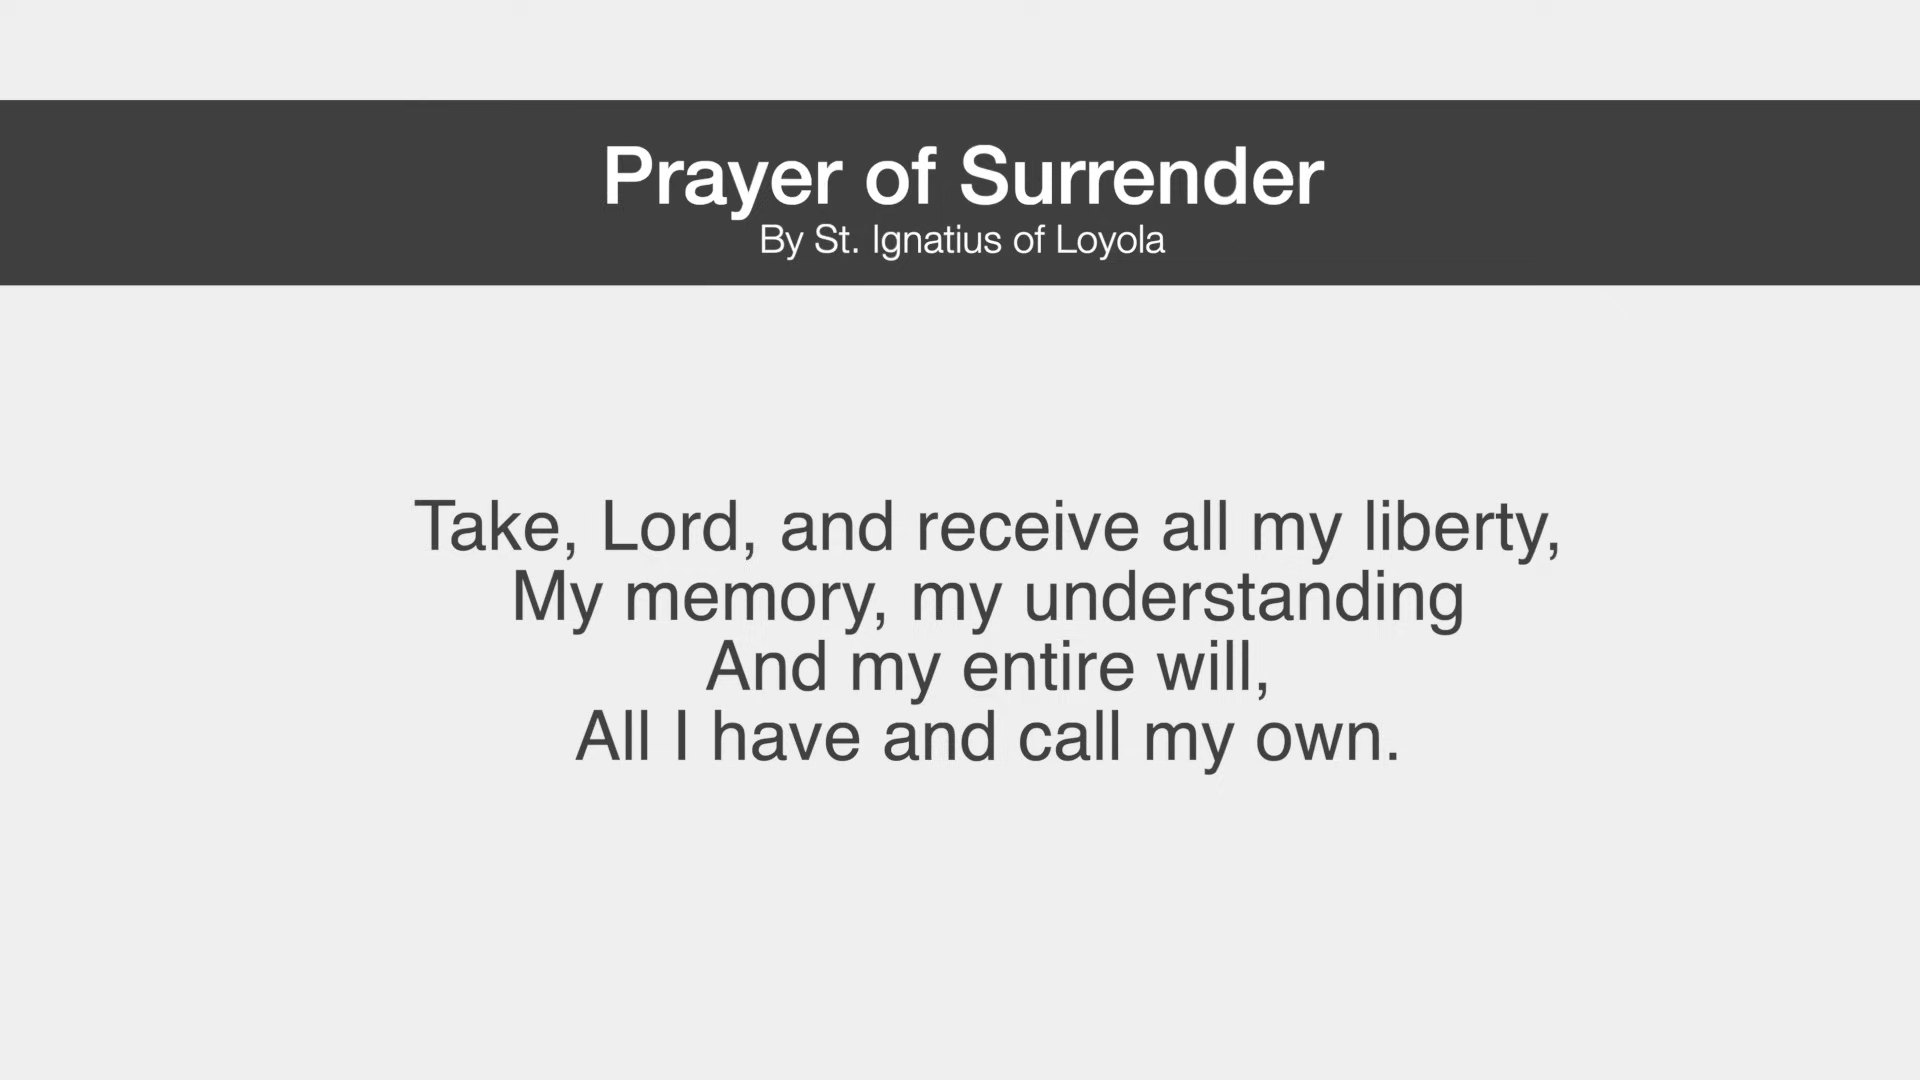 Prayer of Surrender
By St. Ignatius of Loyola
Take, Lord, and receive all my liberty,
My memory, my understanding
And my entire will,
All I have and call my own.